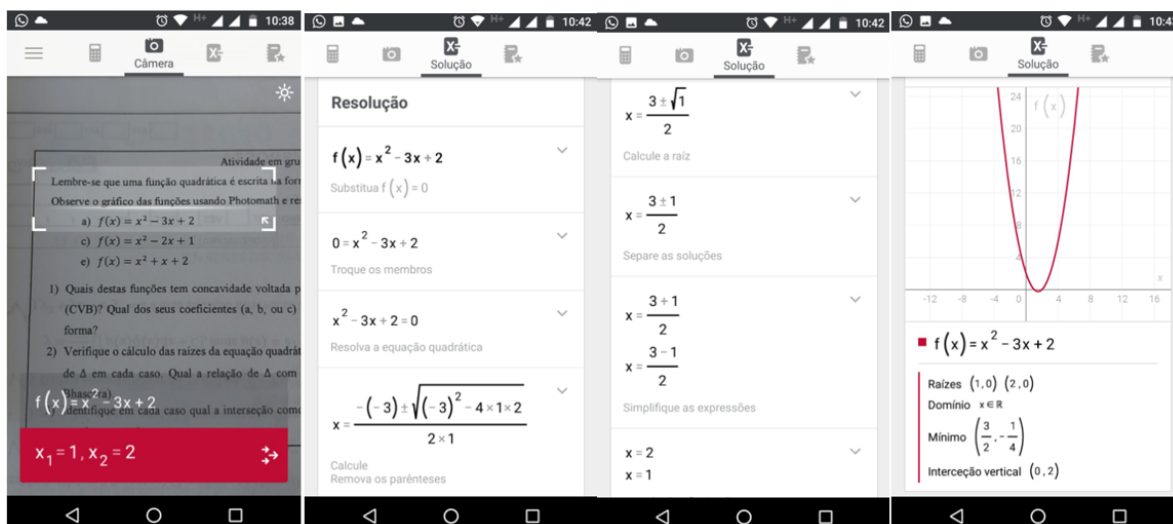 H+ 10:38
Câmera
Atividade em gru
Lembre-se que uma função quadrática é escrita na for
Observe o gráfico das funções usando Photomath e re
a) f(x) = x² − 3x + 2
c) f(x) = x² − 2x + 1
e) f(x) = x² + x + 2
1) Quais destas funções tem concavidade voltada p
(CVB)? Qual dos seus coeficientes (a, b, ou c)
forma?
2) Verifique o cálculo das raízes da equação quadrát
de Δ em cada caso. Qual a relação de Δ com
Bhascara)
f(x)=x²-3x+2
Identifique em cada caso qual a interseção com
x₁=1, x₂=2
H+ 10:42
Solução
Resolução
f(x)=x²-3x+2
Substitua f(x)=0
0=x²-3x+2
Troque os membros
x²-3x+2=0
Resolva a equação quadrática
x=(-(-3)±√((-3)²-4×1×2))/(2×1)
Calcule
Remova os parênteses
H+ 10:42
Solução
x=(3±√1)/2
Calcule a raíz
x=(3±1)/2
Separe as soluções
x=(3+1)/2
x=(3-1)/2
Simplifique as expressões
x=2
x=1
H+ 10:4
Solução
24 f(x)
20
16
12
8
4
x
-12 -8 -4 0 4 8 12 16
f(x)=x²-3x+2
Raízes (1,0) (2,0)
Domínio x∈ℝ
Mínimo (3/2,-1/4)
Interceção vertical (0,2)